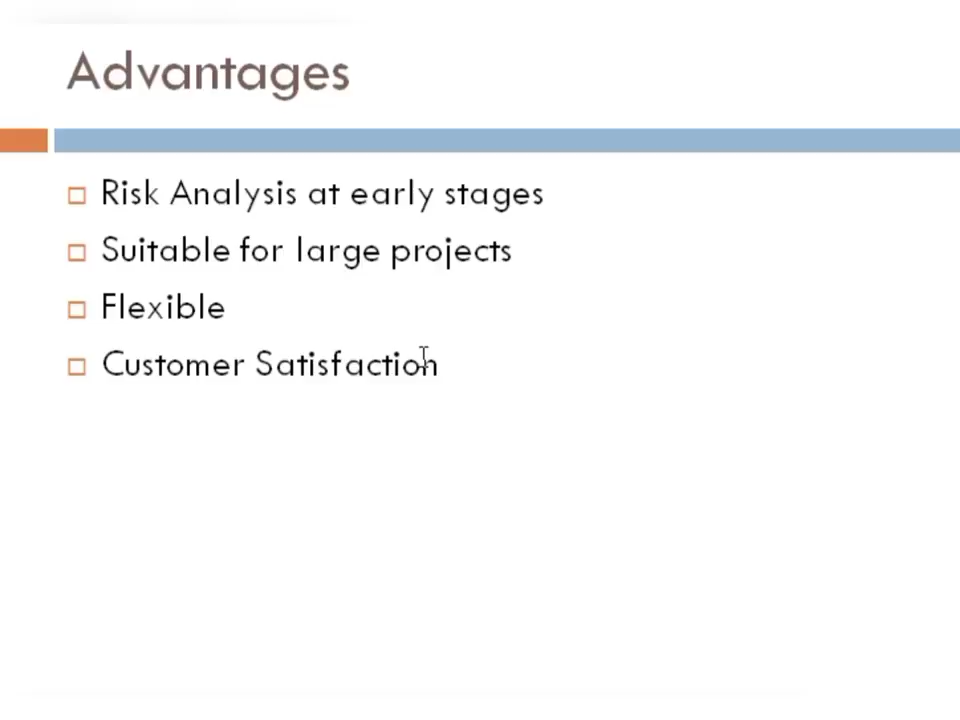 Advantages
Risk Analysis at early stages
Suitable for large projects
Flexible
Customer Satisfaction